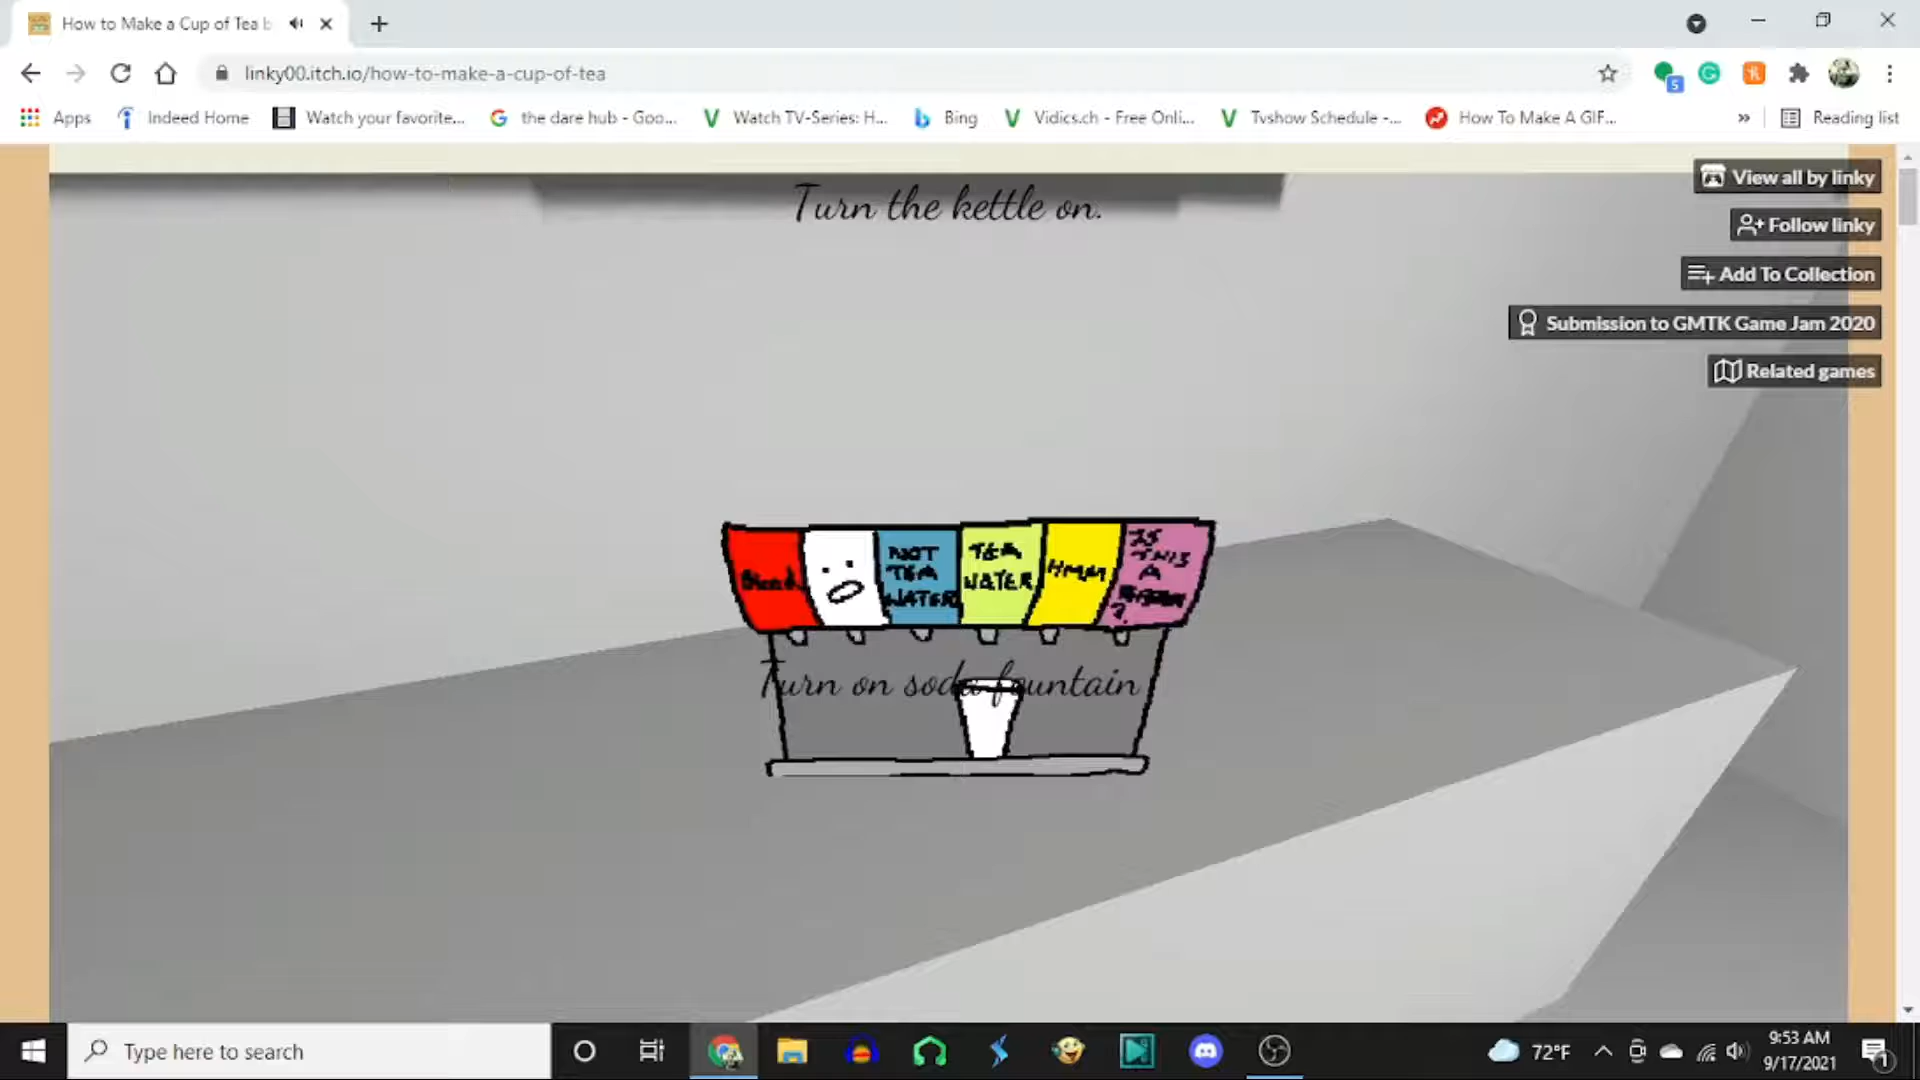 How to Make a Cup of Tea b
linky00.itch.io/how-to-make-a-cup-of-tea
5
Apps
Indeed Home
Watch your favorite...
the dare hub - Goo...
Watch TV-Series: H...
Bing
Vidics.ch - Free Onli...
Tvshow Schedule -...
How To Make A GIF...
»
Reading list
View all by linky
Turn the kettle on.
Follow linky
Add To Collection
Submission to GMTK Game Jam 2020
Related games
NOT TEA WATER
TEA WATER
HMM
IS THIS A
?
Turn on soda fountain
Type here to search
72°F
9:53 AM
9/17/2021
1